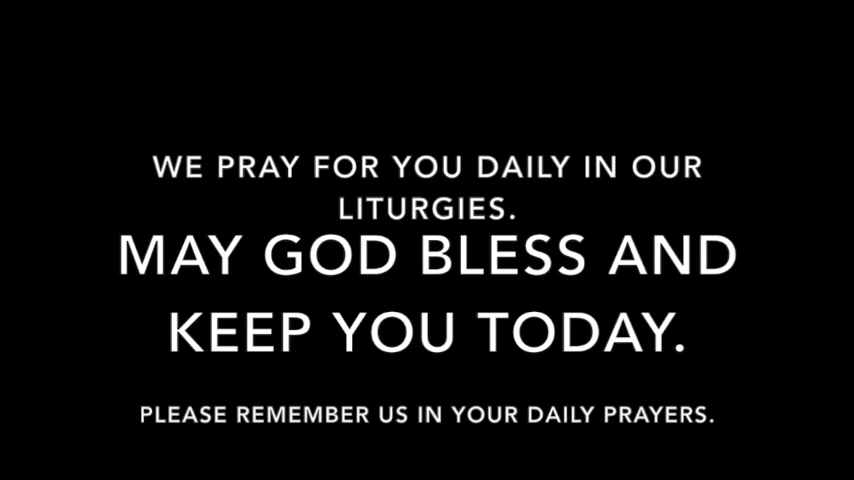 WE PRAY FOR YOU DAILY IN OUR
LITURGIES.
MAY GOD BLESS AND
KEEP YOU TODAY.
PLEASE REMEMBER US IN YOUR DAILY PRAYERS.